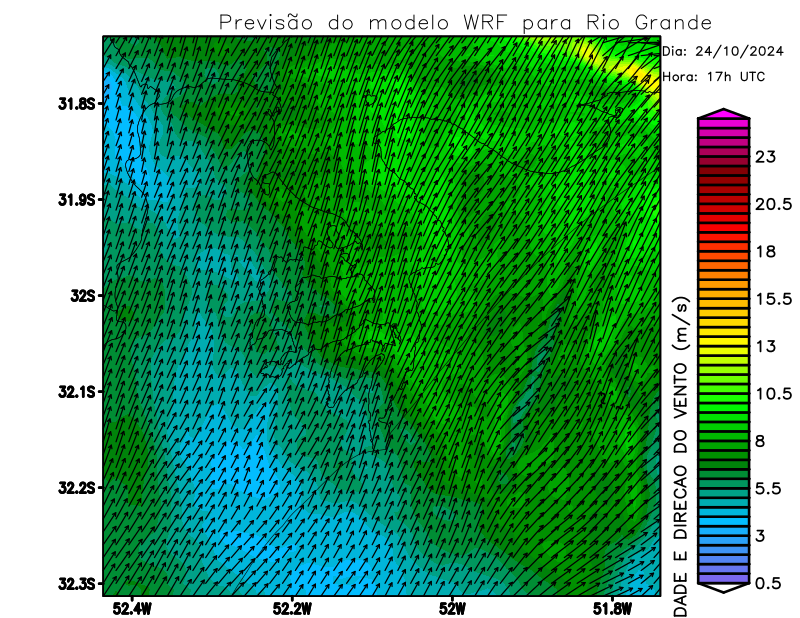 Previsão do modelo WRF para Rio Grande
Dia: 24/10/2024
Hora: 17h UTC
31.8S
31.9S
32S
32.1S
32.2S
32.3S
52.4W
52.2W
52W
51.8W
23
20.5
18
15.5
13
10.5
8
5.5
3
0.5
DADE E DIRECAO DO VENTO (m/s)